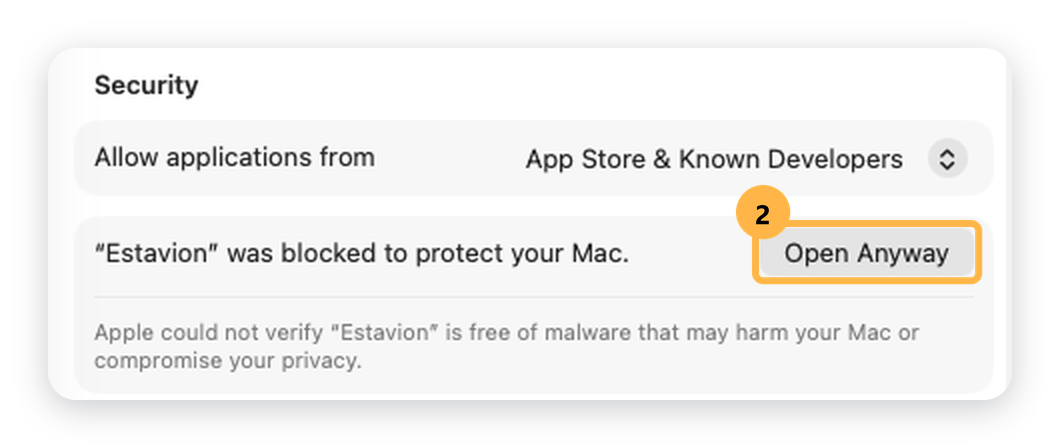 Security
Allow applications from App Store & Known Developers
2
“Estavion” was blocked to protect your Mac. Open Anyway
Apple could not verify “Estavion” is free of malware that may harm your Mac or
compromise your privacy.